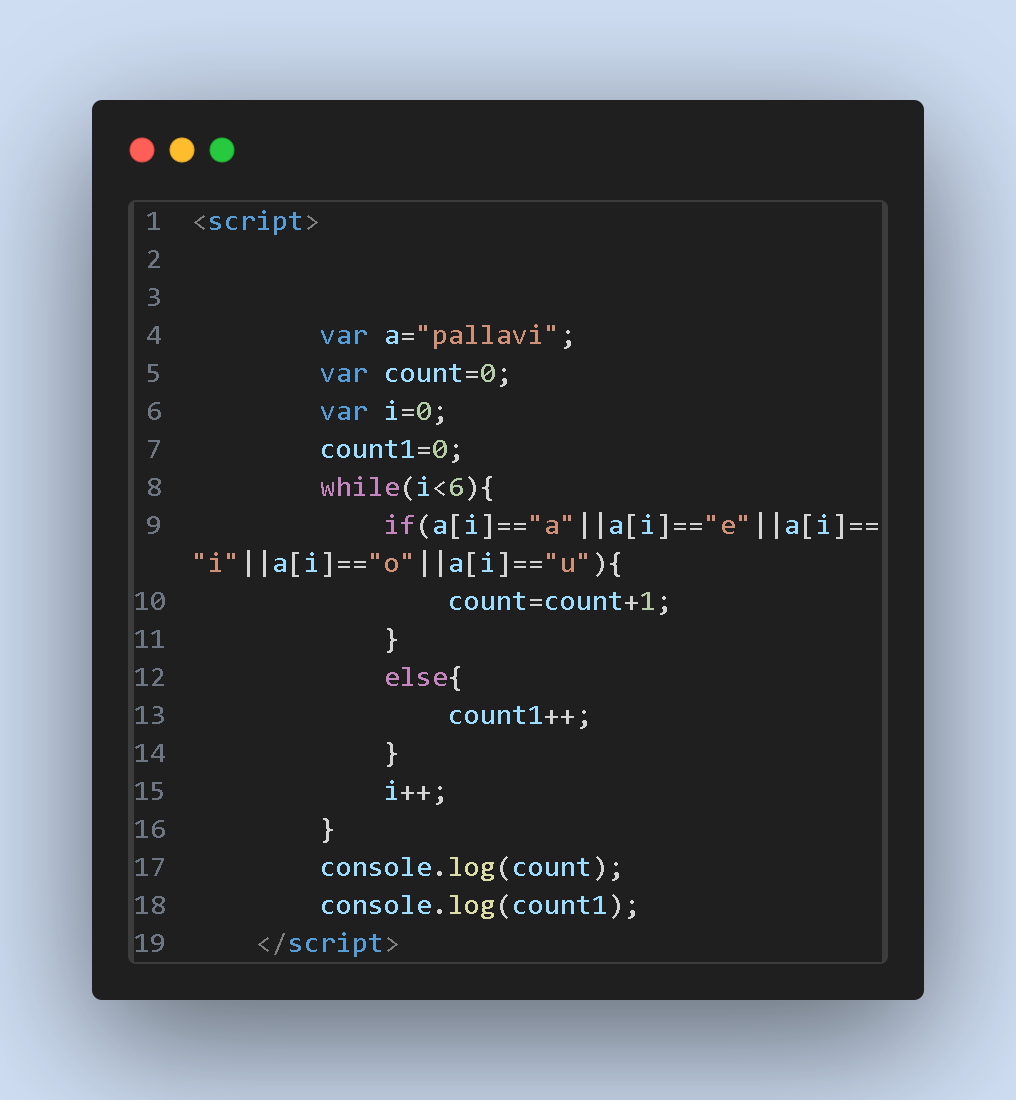 1 <script>
2
3
4 var a="pallavi";
5 var count=0;
6 var i=0;
7 count1=0;
8 while(i<6){
9 if(a[i]=="a"||a[i]=="e"||a[i]==
"i"||a[i]=="o"||a[i]=="u"){
10 count=count+1;
11 }
12 else{
13 count1++;
14 }
15 i++;
16 }
17 console.log(count);
18 console.log(count1);
19 </script>